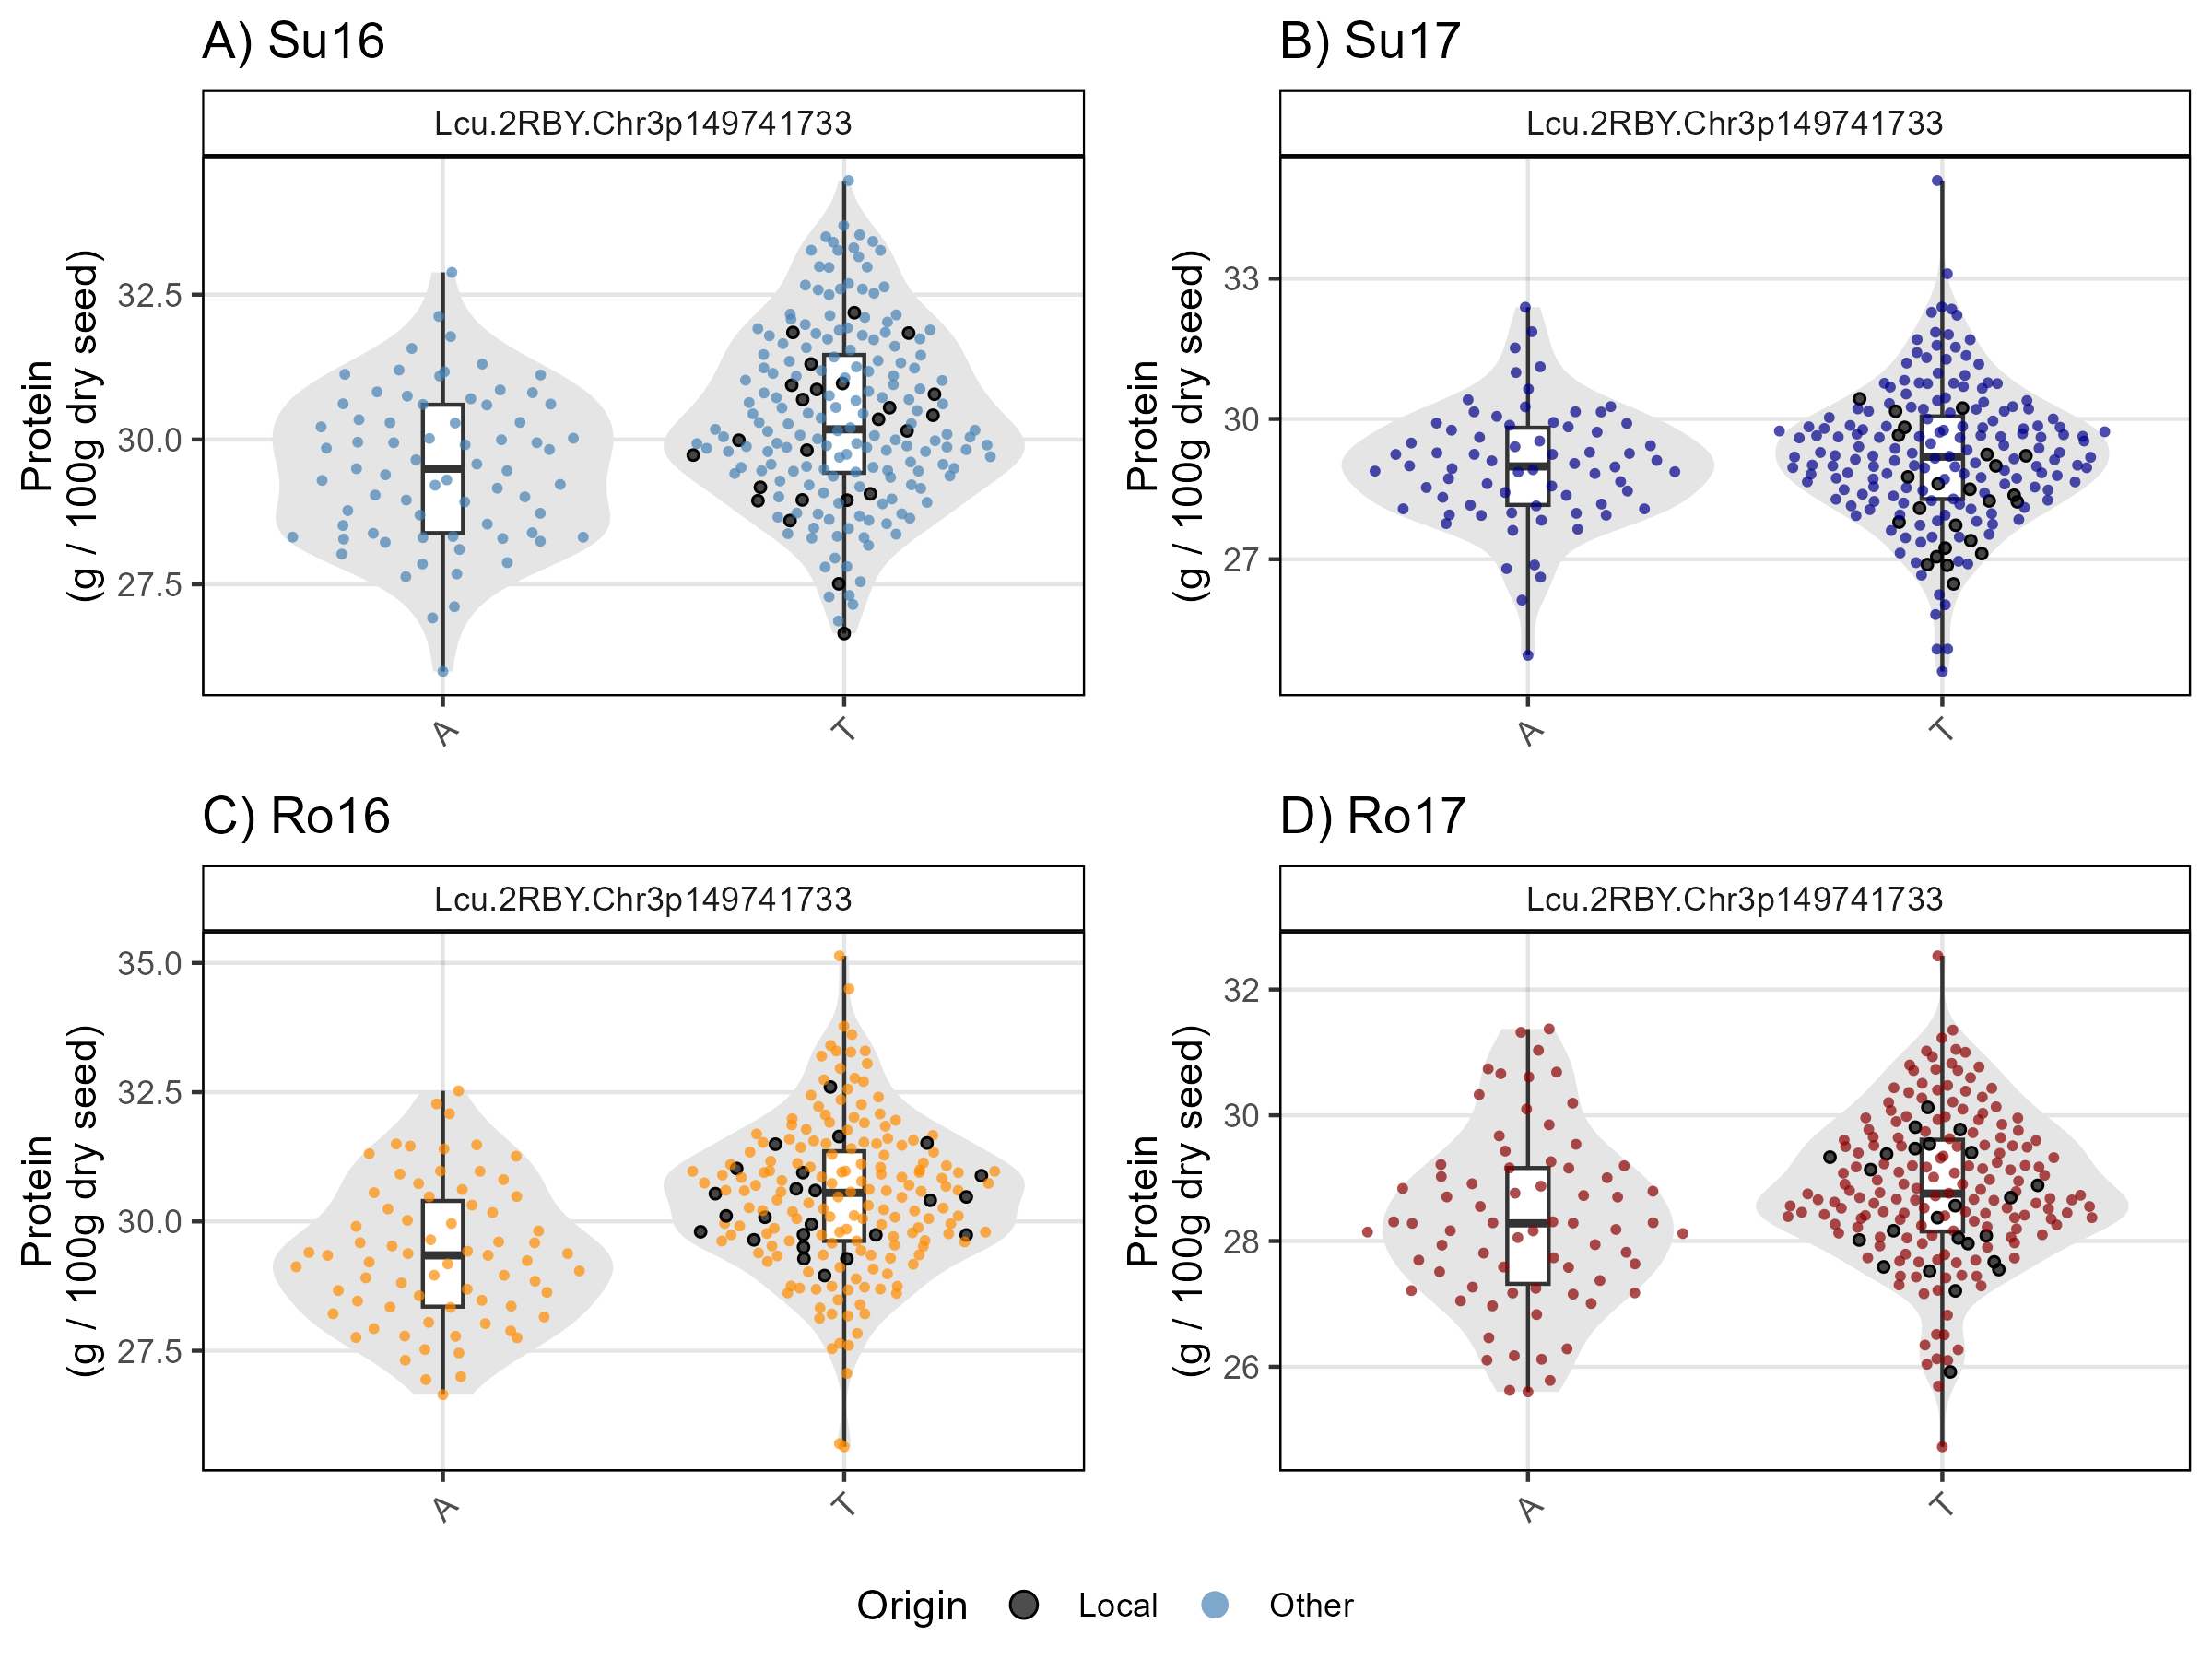 A) Su16
Lcu.2RBY.Chr3p149741733
Protein
(g / 100g dry seed)
32.5
30.0
27.5
A
T
B) Su17
Lcu.2RBY.Chr3p149741733
Protein
(g / 100g dry seed)
33
30
27
A
T
C) Ro16
Lcu.2RBY.Chr3p149741733
Protein
(g / 100g dry seed)
35.0
32.5
30.0
27.5
A
T
D) Ro17
Lcu.2RBY.Chr3p149741733
Protein
(g / 100g dry seed)
32
30
28
26
A
T
Origin Local Other